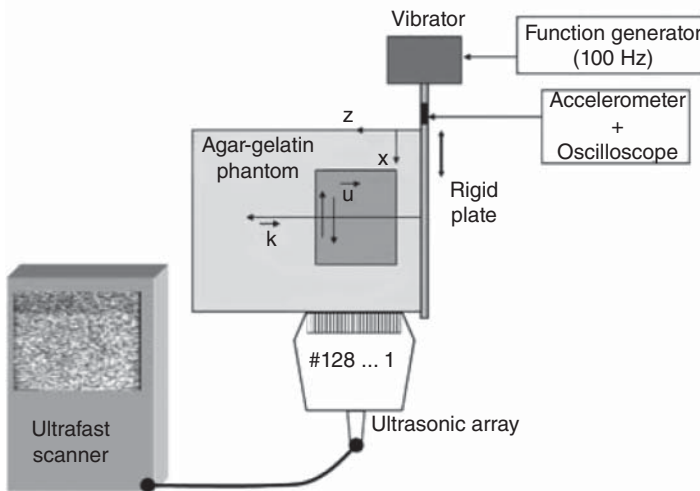 Vibrator
Function generator
(100 Hz)
Accelerometer
+
Oscilloscope
z
Agar-gelatin
phantom
x
Rigid
plate
u
k
#128 ... 1
Ultrasonic array
Ultrafast
scanner